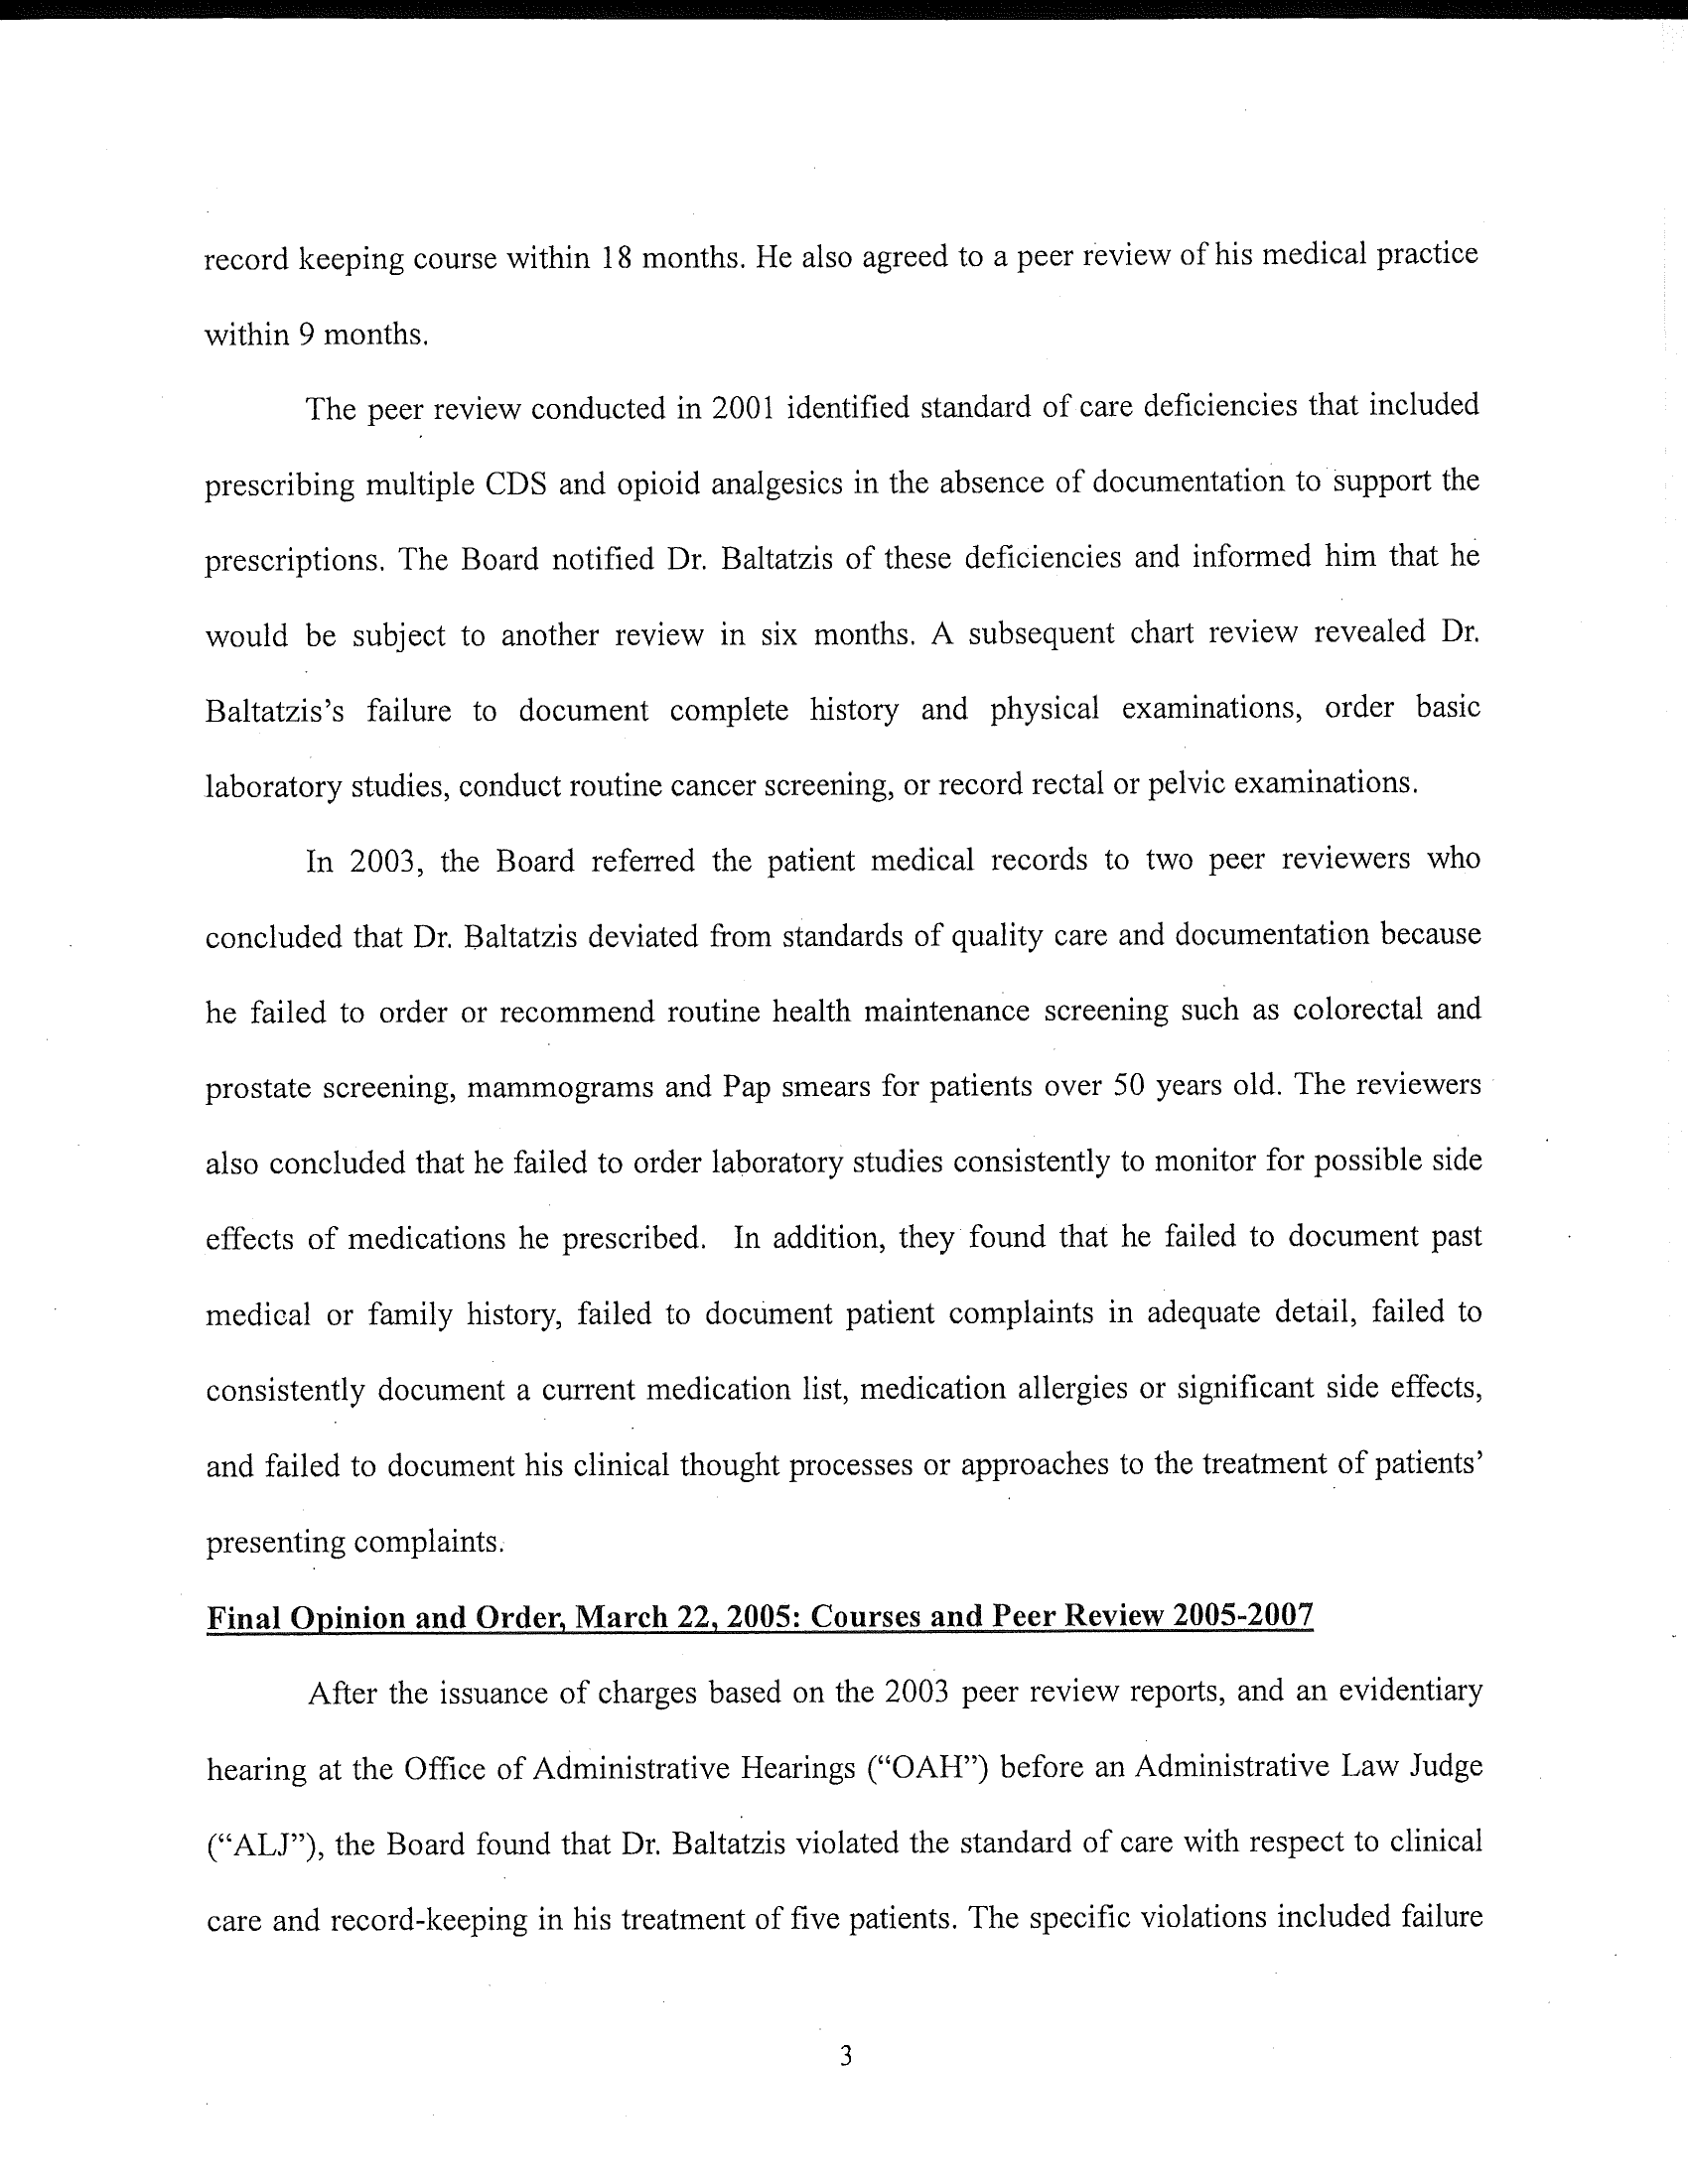 record keeping course within 18 months. He also agreed to a peer review of his medical practice
within 9 months.
The peer review conducted in 2001 identified standard of care deficiencies that included
prescribing multiple CDS and opioid analgesics in the absence of documentation to support the
prescriptions. The Board notified Dr. Baltatzis of these deficiencies and informed him that he
would be subject to another review in six months. A subsequent chart review revealed Dr.
Baltatzis’s failure to document complete history and physical examinations, order basic
laboratory studies, conduct routine cancer screening, or record rectal or pelvic examinations.
In 2003, the Board referred the patient medical records to two peer reviewers who
concluded that Dr. Baltatzis deviated from standards of quality care and documentation because
he failed to order or recommend routine health maintenance screening such as colorectal and
prostate screening, mammograms and Pap smears for patients over 50 years old. The reviewers
also concluded that he failed to order laboratory studies consistently to monitor for possible side
effects of medications he prescribed. In addition, they found that he failed to document past
medical or family history, failed to document patient complaints in adequate detail, failed to
consistently document a current medication list, medication allergies or significant side effects,
and failed to document his clinical thought processes or approaches to the treatment of patients’
presenting complaints.
Final Opinion and Order, March 22, 2005: Courses and Peer Review 2005-2007
After the issuance of charges based on the 2003 peer review reports, and an evidentiary
hearing at the Office of Administrative Hearings (“OAH”) before an Administrative Law Judge
(“ALJ”), the Board found that Dr. Baltatzis violated the standard of care with respect to clinical
care and record-keeping in his treatment of five patients. The specific violations included failure
3